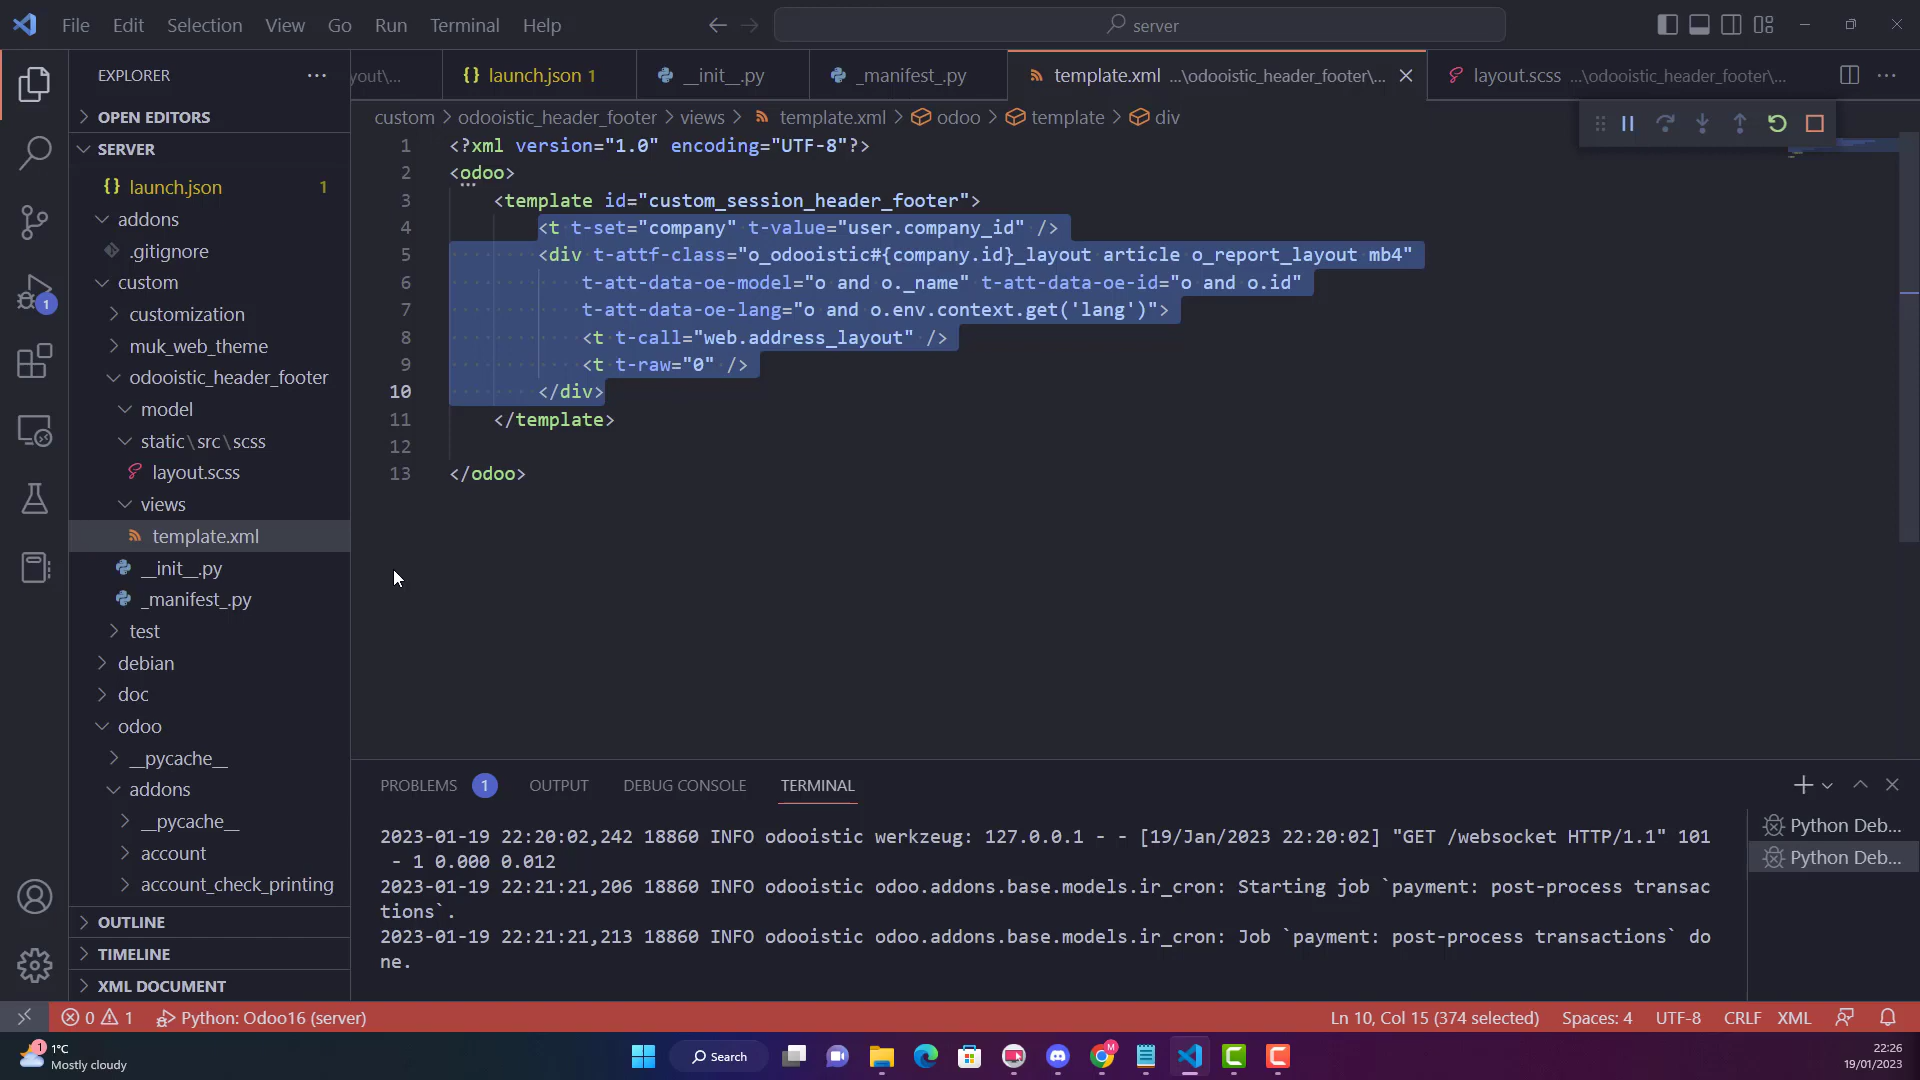 File Edit Selection View Go Run Terminal Help
server
EXPLORER
OPEN EDITORS
SERVER
launch.json 1
addons
.gitignore
custom
customization
muk_web_theme
odooistic_header_footer
model
static\src\scss
layout.scss
views
template.xml
__init__.py
_manifest_.py
test
debian
doc
odoo
__pycache__
addons
__pycache__
account
account_check_printing
OUTLINE
TIMELINE
XML DOCUMENT
yout\... launch.json 1 __init__.py _manifest_.py template.xml ...\odooistic_header_footer\... layout.scss ...\odooistic_header_footer\...
custom > odooistic_header_footer > views > template.xml > odoo > template > div
1 <?xml version="1.0" encoding="UTF-8"?>
2 <odoo>
3 <template id="custom_session_header_footer">
4 <t t-set="company" t-value="user.company_id" />
5 <div t-attf-class="o_odooistic#{company.id}_layout article o_report_layout mb4"
6 t-att-data-oe-model="o and o._name" t-att-data-oe-id="o and o.id"
7 t-att-data-oe-lang="o and o.env.context.get('lang')">
8 <t t-call="web.address_layout" />
9 <t t-raw="0" />
10 </div>
11 </template>
12
13 </odoo>
PROBLEMS 1 OUTPUT DEBUG CONSOLE TERMINAL
2023-01-19 22:20:02,242 18860 INFO odooistic werkzeug: 127.0.0.1 - - [19/Jan/2023 22:20:02] "GET /websocket HTTP/1.1" 101
- 1 0.000 0.012
2023-01-19 22:21:21,206 18860 INFO odooistic odoo.addons.base.models.ir_cron: Starting job `payment: post-process transac
tions`.
2023-01-19 22:21:21,213 18860 INFO odooistic odoo.addons.base.models.ir_cron: Job `payment: post-process transactions` do
ne.
Python Deb...
Python Deb...
0 1 Python: Odoo16 (server) Ln 10, Col 15 (374 selected) Spaces: 4 UTF-8 CRLF XML
1°C
Mostly cloudy
Search
22:26
19/01/2023